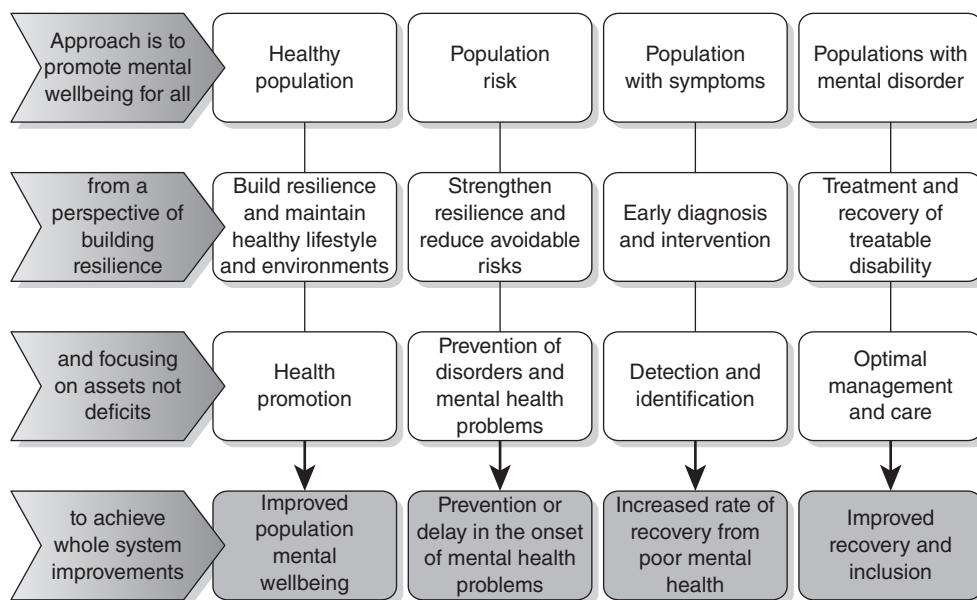 Approach is to
promote mental
wellbeing for all
Healthy
population
Population
risk
Population
with symptoms
Populations with
mental disorder
from a
perspective of
building
resilience
Build resilience
and maintain
healthy lifestyle
and environments
Strengthen
resilience and
reduce avoidable
risks
Early diagnosis
and intervention
Treatment and
recovery of
treatable
disability
and focusing
on assets not
deficits
Health
promotion
Prevention of
disorders and
mental health
problems
Detection and
identification
Optimal
management
and care
to achieve
whole system
improvements
Improved
population
mental
wellbeing
Prevention or
delay in the onset
of mental health
problems
Increased rate of
recovery from
poor mental
health
Improved
recovery and
inclusion